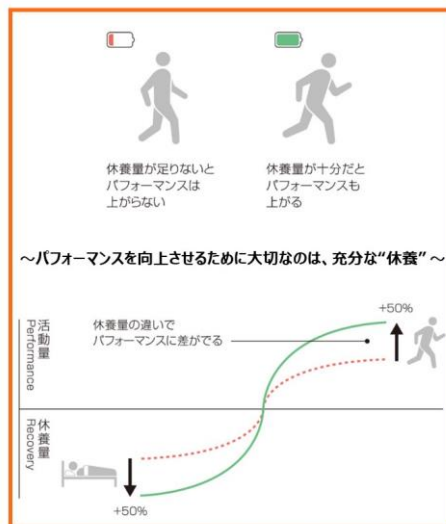 休養量が足りないと
パフォーマンスは
上がらない
休養量が十分だと
パフォーマンスも
上がる
～パフォーマンスを向上させるために大切なのは、充分な“休養”～
+50%
活動量
Performance
休養量の違いで
パフォーマンスに差がでる
休養量
Recovery
+50%